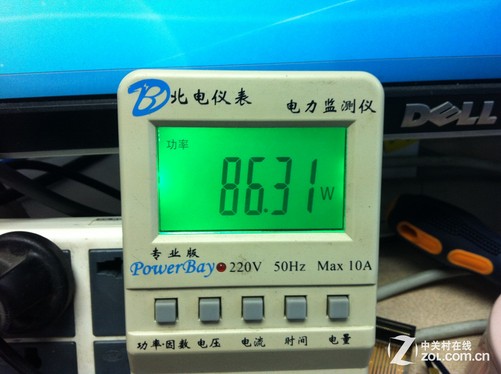 北电仪表
电力监测仪
DELL
功率
86.31 W
专业版
PowerBay 220V 50Hz Max 10A
功率·因数 电压 电流 时间 电量
中关村在线
ZOL.com.cn